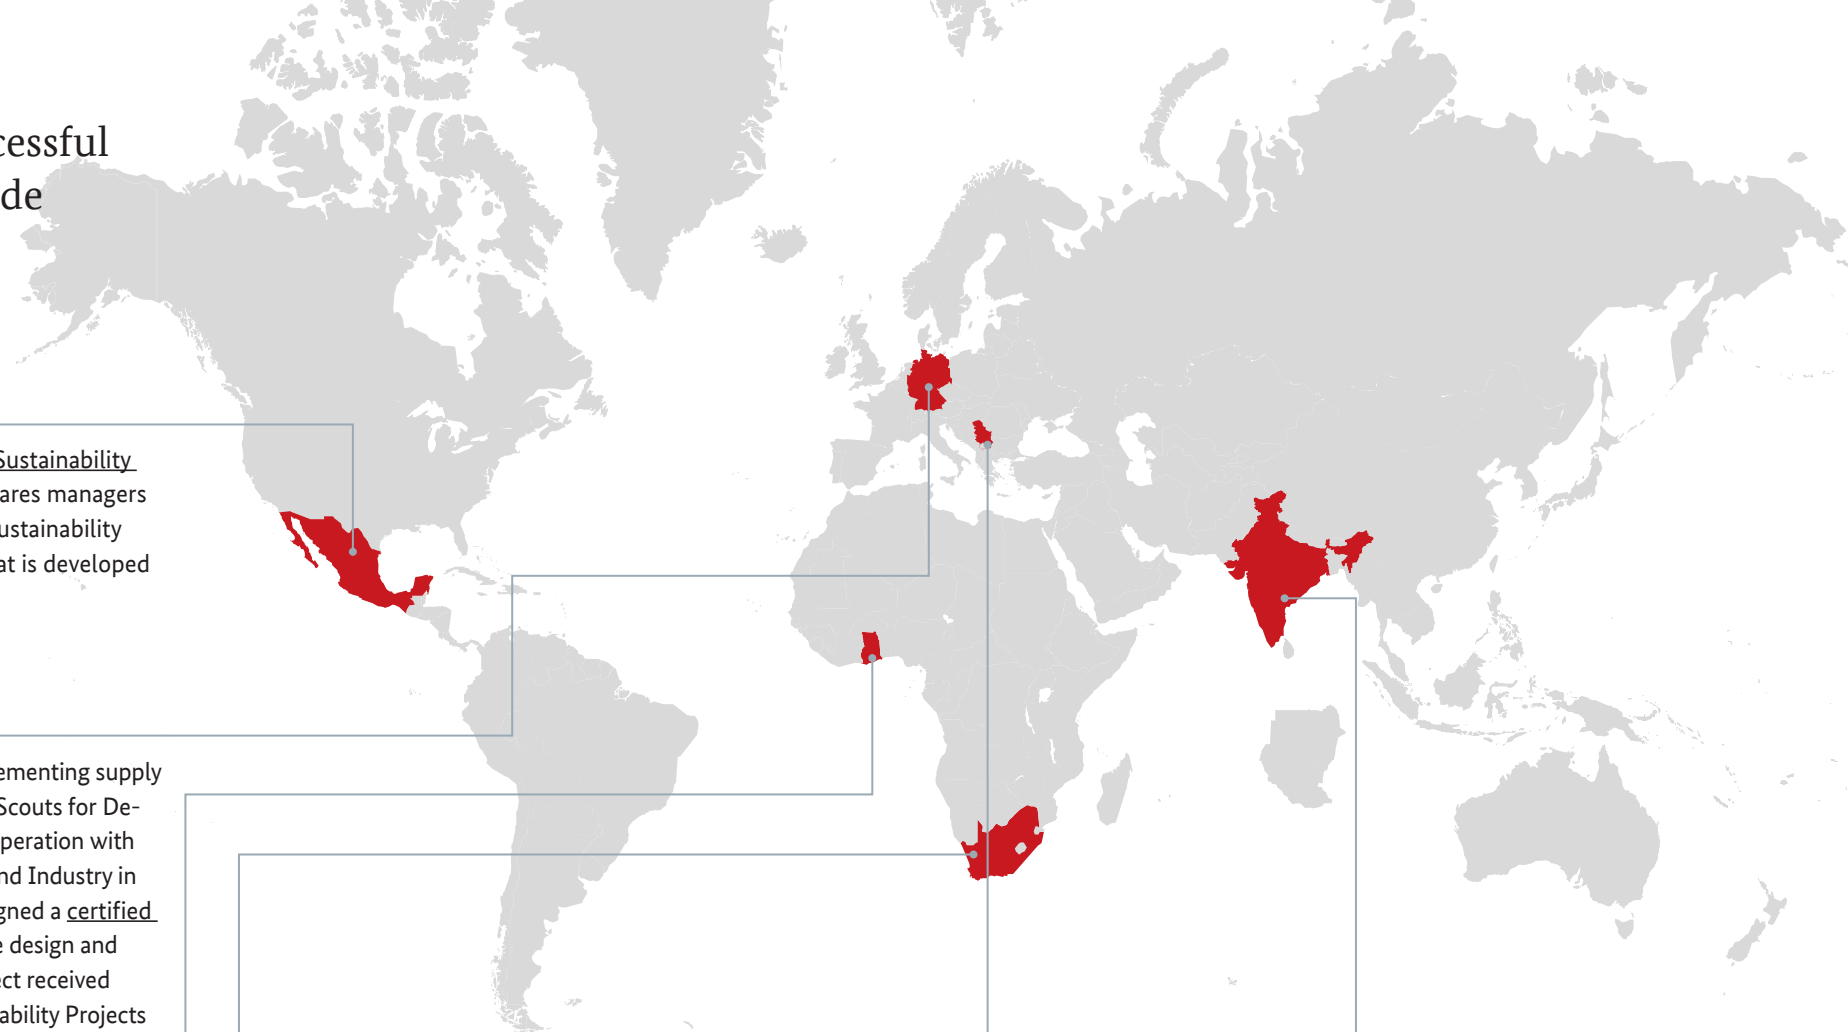 cessful
de
Sustainability
ares managers
ustainability
at is developed
ementing supply
Scouts for De-
peration with
nd Industry in
gned a certified
e design and
ect received
ability Projects